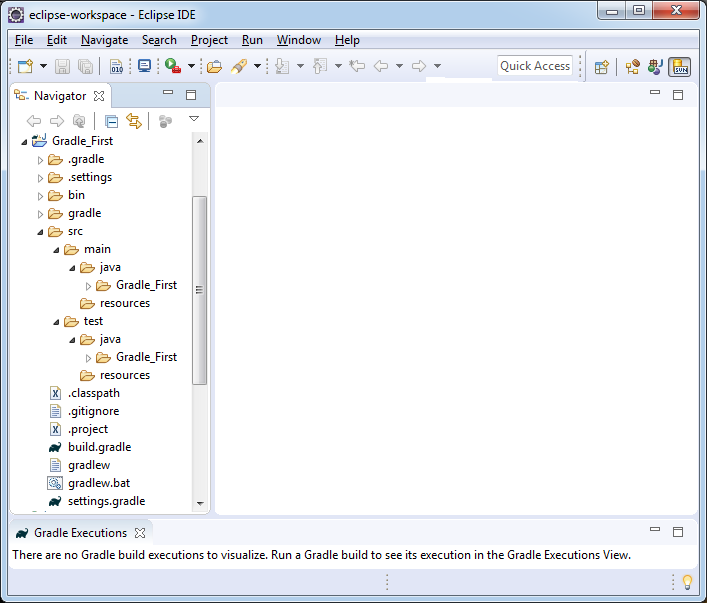 eclipse-workspace - Eclipse IDE
File Edit Navigate Search Project Run Window Help
010 Quick Access SUN
Navigator
Gradle_First
.gradle
.settings
bin
gradle
src
main
java
Gradle_First
resources
test
java
Gradle_First
resources
.classpath
.gitignore
.project
build.gradle
gradlew
gradlew.bat
settings.gradle
Gradle Executions
There are no Gradle build executions to visualize. Run a Gradle build to see its execution in the Gradle Executions View.